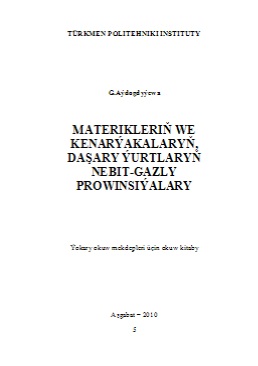 TÜRKMEN POLITEHNIKI INSTITUTY
G.Aýdogdyýewa
MATERIKLERIŇ WE
KENARÝAKALARYŇ,
DAŞARY ÝURTLARYŇ
NEBIT-GAZLY
PROWINSIÝALARY
Ýokary okuw mekdepleri üçin okuw kitaby
Aşgabat – 2010
5